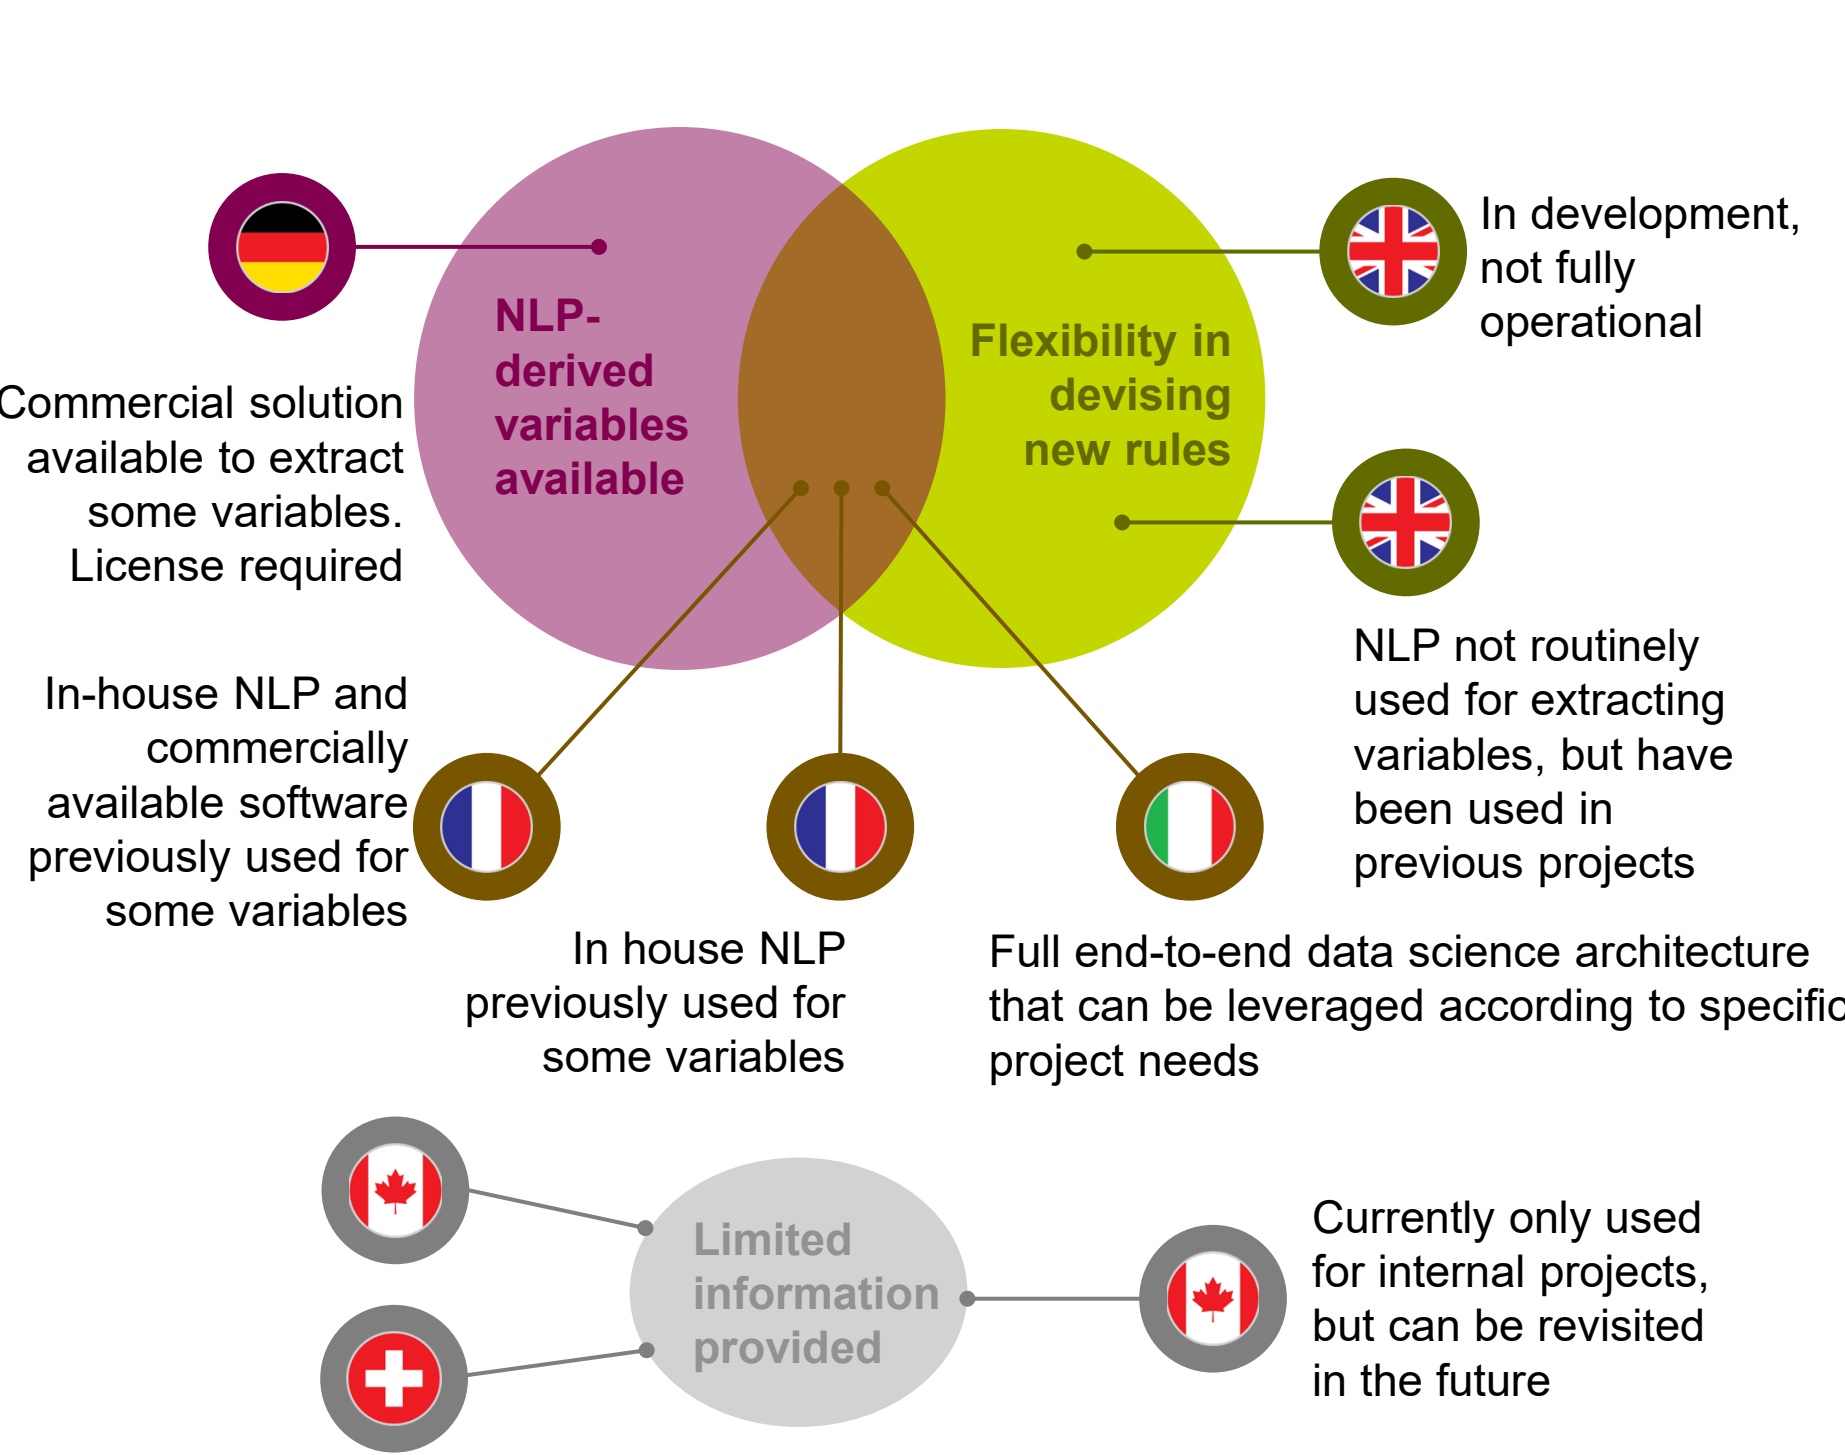 In development,
not fully
operational
NLP-
derived
variables
available
Flexibility in
devising
new rules
Commercial solution
available to extract
some variables.
License required
NLP not routinely
used for extracting
variables, but have
been used in
previous projects
In-house NLP and
commercially
available software
previously used for
some variables
In house NLP
previously used for
some variables
Full end-to-end data science architecture
that can be leveraged according to specific
project needs
Limited
information
provided
Currently only used
for internal projects,
but can be revisited
in the future